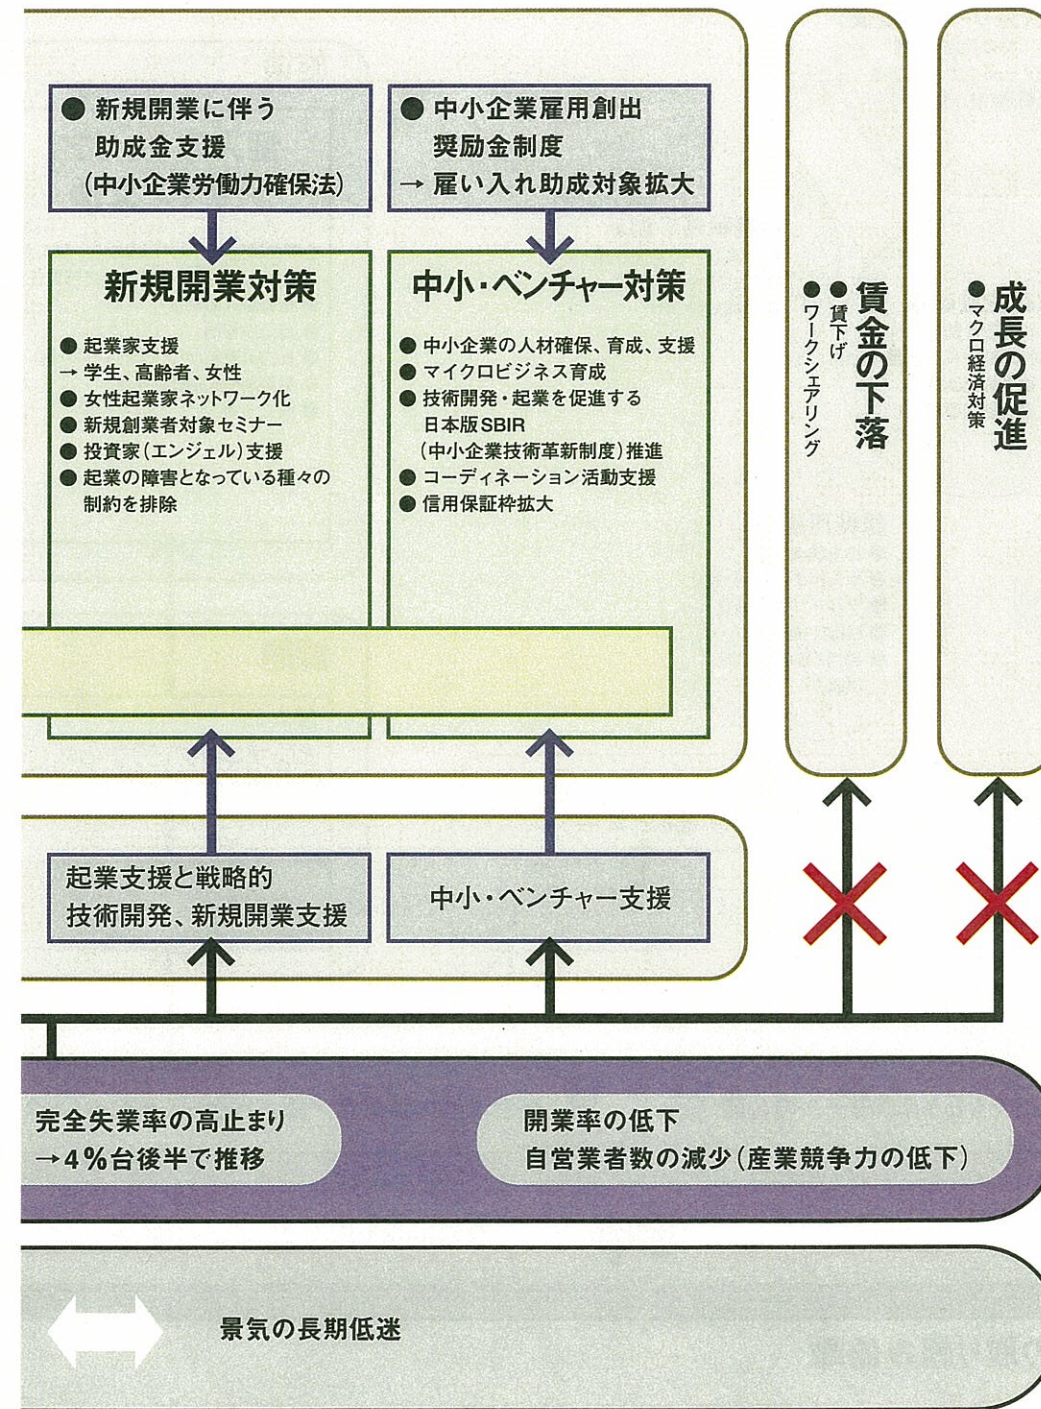 ● 新規開業に伴う
助成金支援
(中小企業労働力確保法)
● 中小企業雇用創出
奨励金制度
→ 雇い入れ助成対象拡大
新規開業対策
● 起業家支援
→ 学生、高齢者、女性
● 女性起業家ネットワーク化
● 新規創業者対象セミナー
● 投資家(エンジェル)支援
● 起業の障害となっている種々の
制約を排除
中小・ベンチャー対策
● 中小企業の人材確保、育成、支援
● マイクロビジネス育成
● 技術開発・起業を促進する
日本版SBIR
(中小企業技術革新制度)推進
● コーディネーション活動支援
● 信用保証枠拡大
賃金の下落
● 賃下げ
● ワークシェアリング
成長の促進
● マクロ経済対策
起業支援と戦略的
技術開発、新規開業支援
中小・ベンチャー支援
完全失業率の高止まり
→4%台後半で推移
開業率の低下
自営業者数の減少(産業競争力の低下)
景気の長期低迷